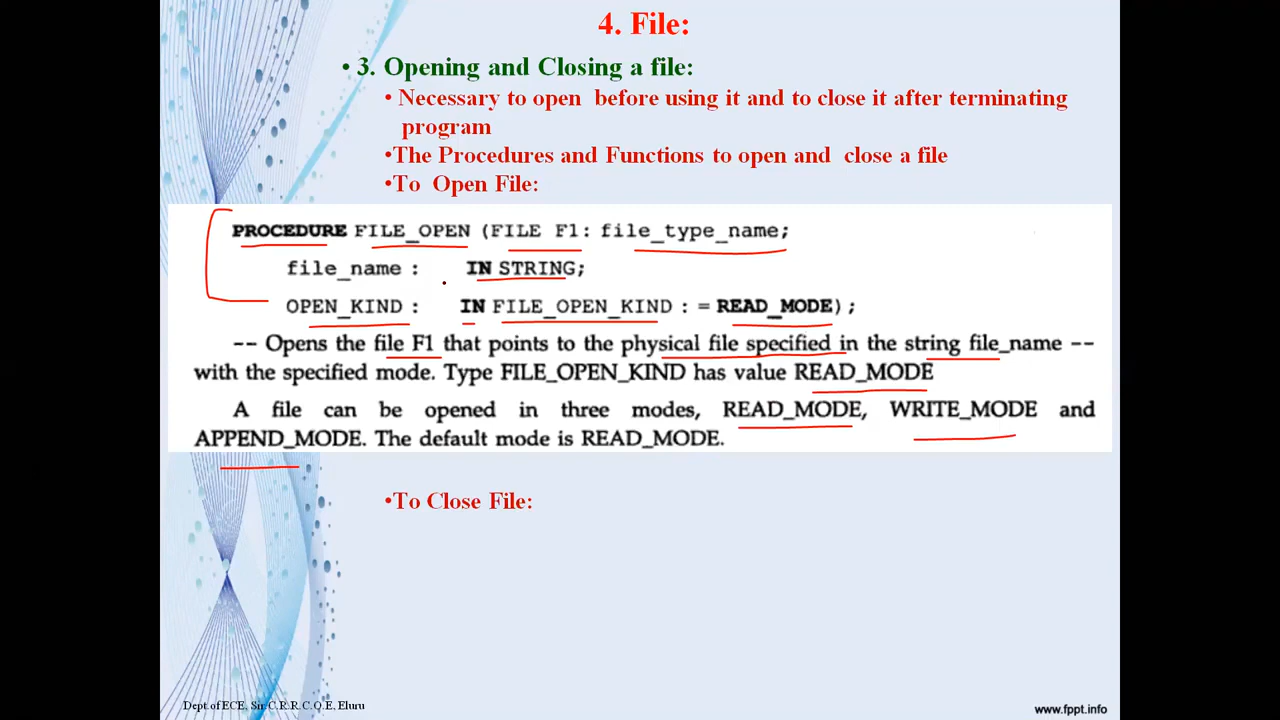 4. File:
• 3. Opening and Closing a file:
• Necessary to open before using it and to close it after terminating
program
•The Procedures and Functions to open and close a file
•To Open File:
PROCEDURE FILE_OPEN (FILE F1: file_type_name;
file_name : IN STRING;
OPEN_KIND : IN FILE_OPEN_KIND : = READ_MODE);
-- Opens the file F1 that points to the physical file specified in the string file_name --
with the specified mode. Type FILE_OPEN_KIND has value READ_MODE
A file can be opened in three modes, READ_MODE, WRITE_MODE and
APPEND_MODE. The default mode is READ_MODE.
•To Close File:
Dept.of ECE, Sir.C.R.R.C.O.E, Eluru
www.fppt.info